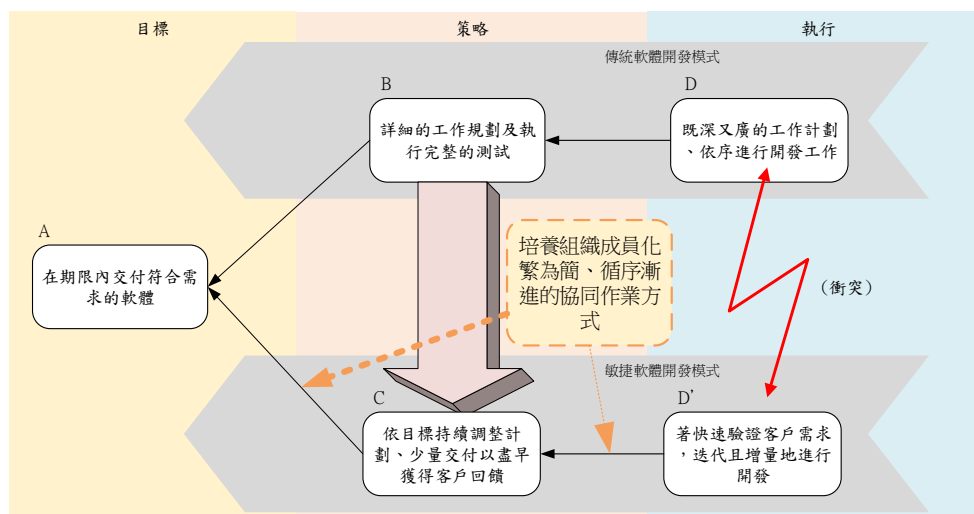 目標
策略
執行
傳統軟體開發模式
B
D
詳細的工作規劃及執
行完整的測試
既深又廣的工作計劃
、依序進行開發工作
A
在期限內交付符合需
求的軟體
培養組織成員化
繁為簡、循序漸
進的協同作業方
式
(衝突)
敏捷軟體開發模式
C
D’
依目標持續調整計
劃、少量交付以盡早
獲得客戶回饋
著快速驗證客戶需求
,迭代且增量地進行
開發